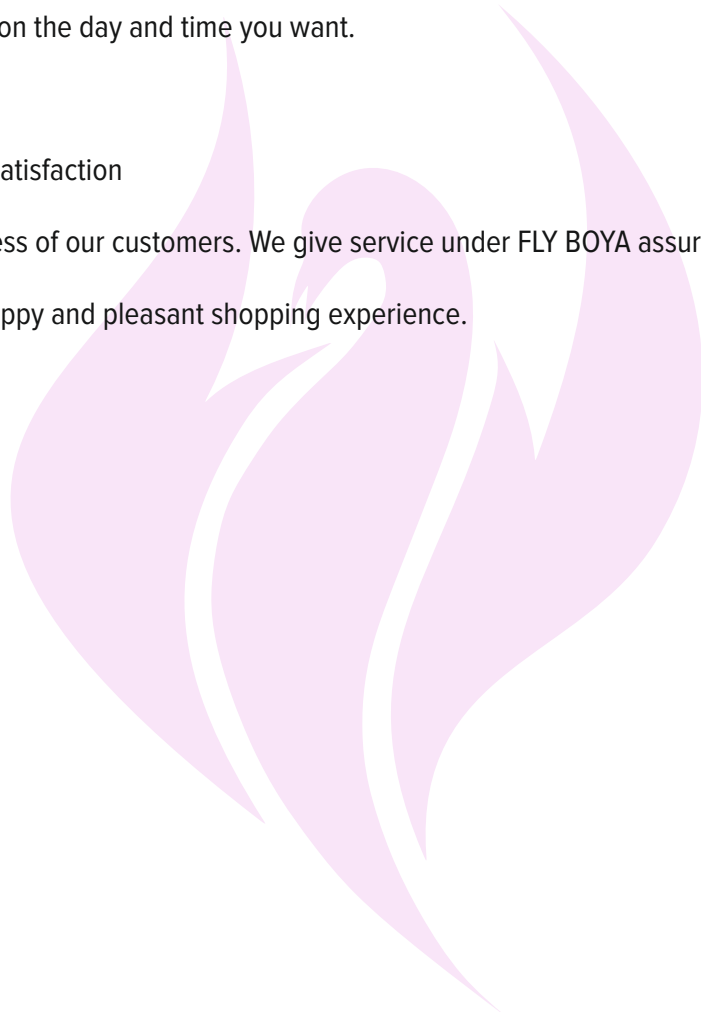 on the day and time you want.
atisfaction
ess of our customers. We give service under FLY BOYA assur
ppy and pleasant shopping experience.